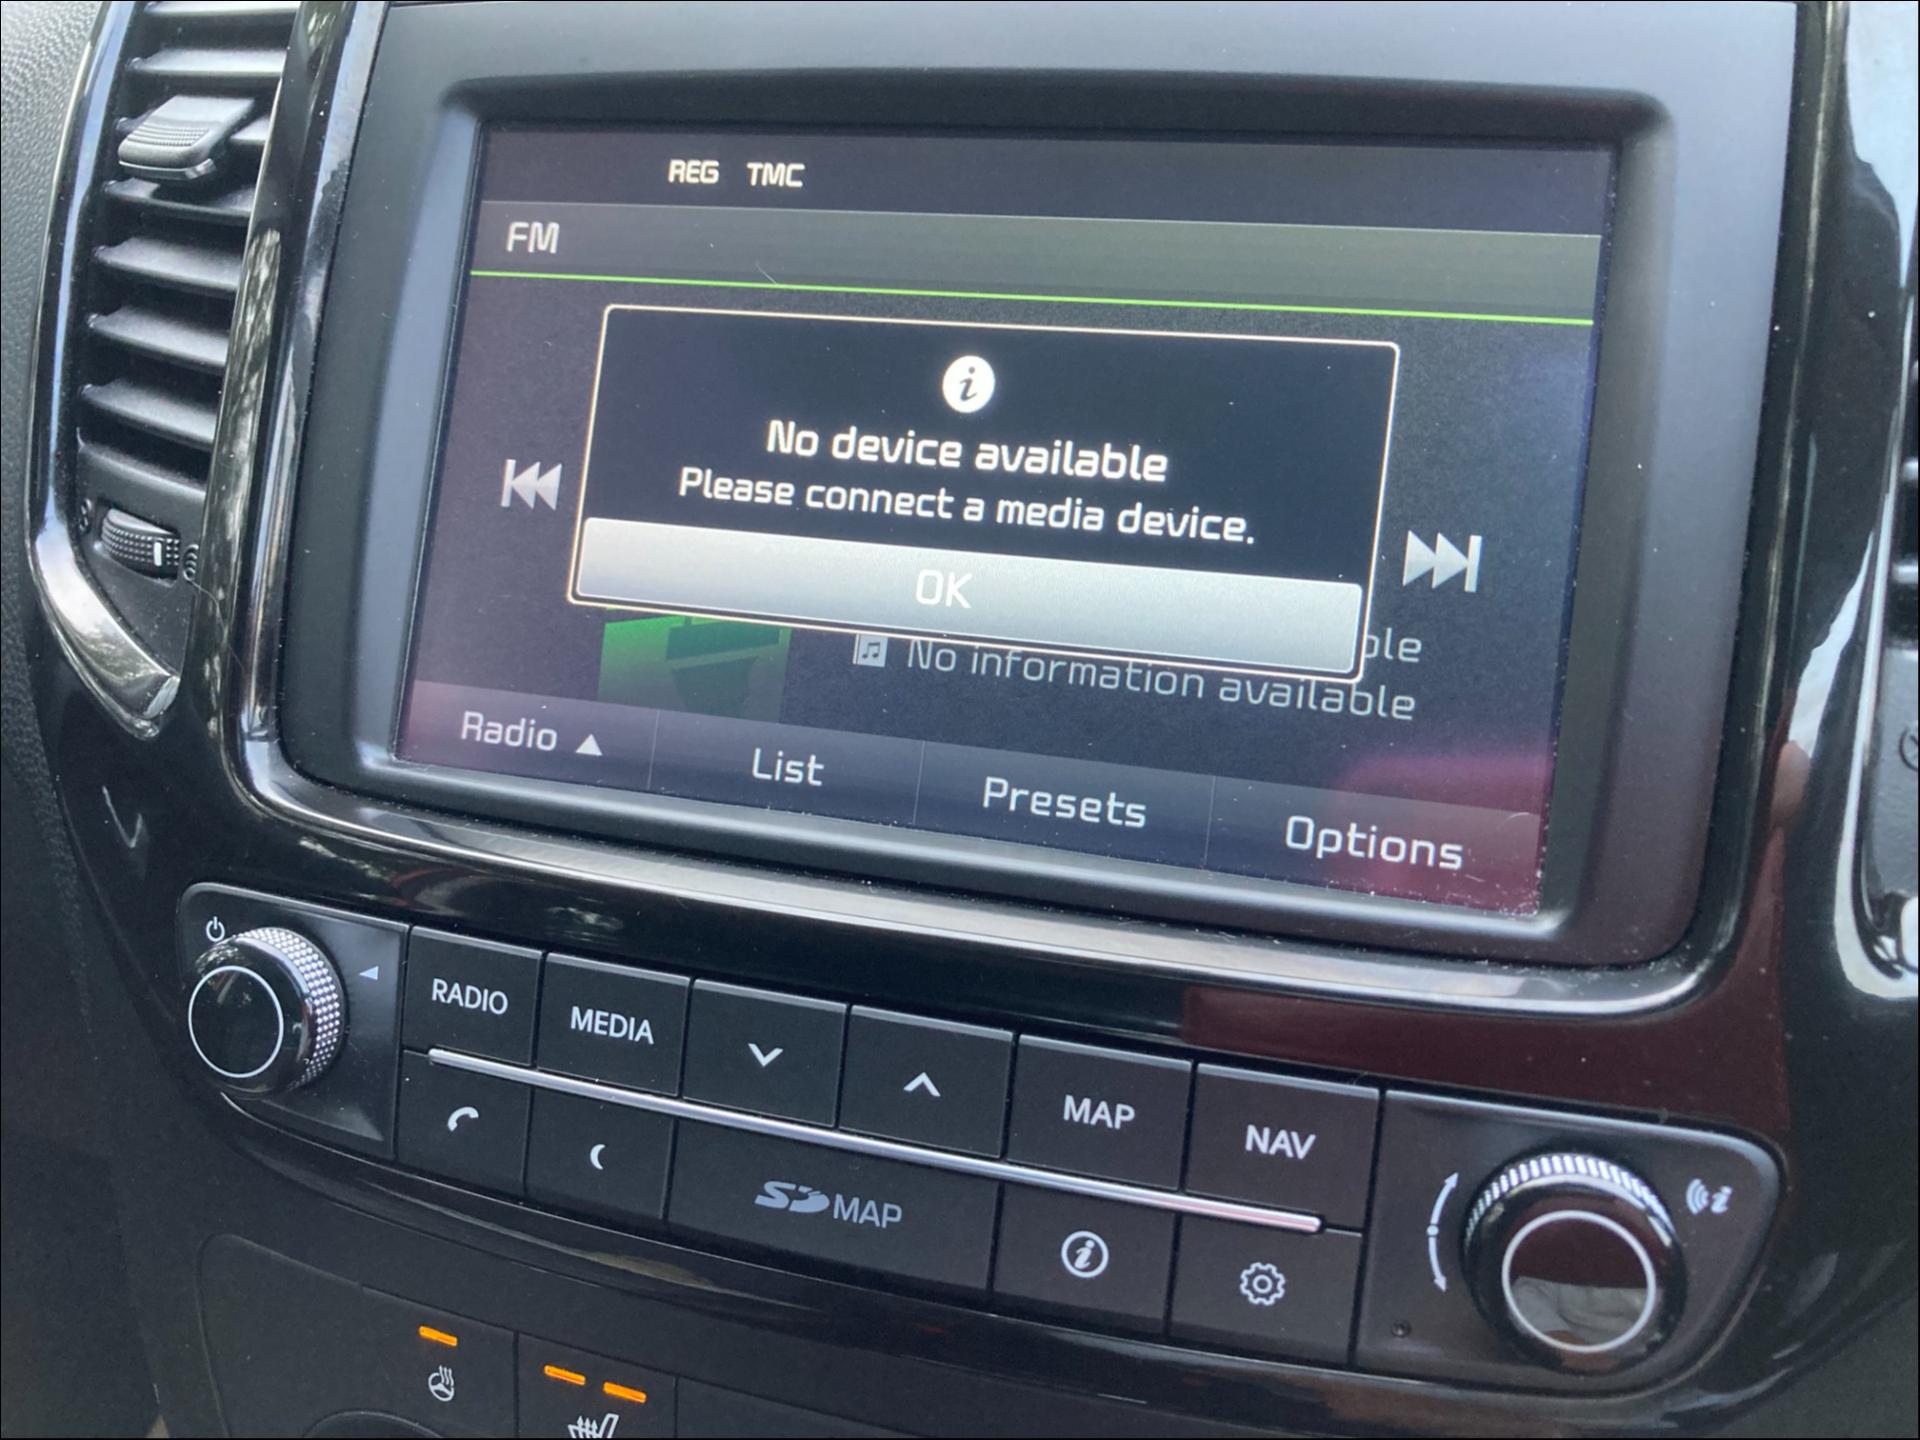 REG TMC
FM
No device available
Please connect a media device.
OK
ble
No information available
Radio
List
Presets
Options
RADIO
MEDIA
MAP
NAV
SD MAP